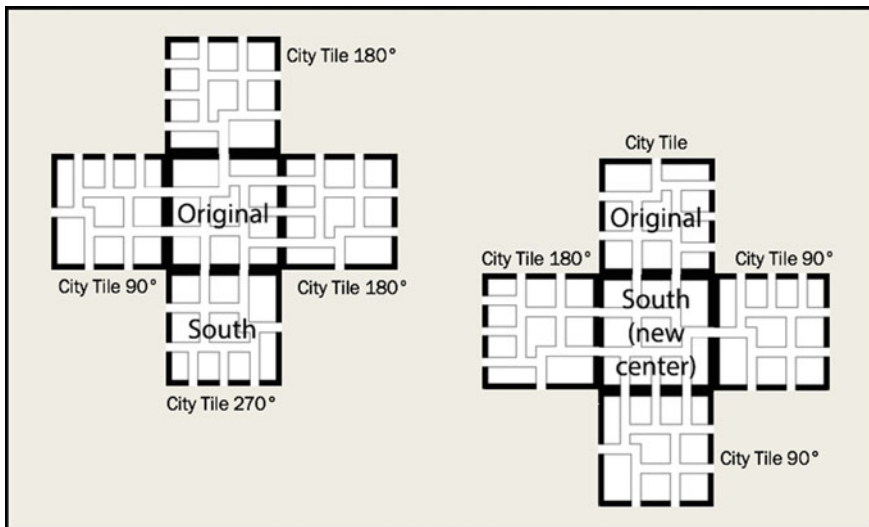 City Tile 180°
Original
City Tile 90°
City Tile 180°
South
City Tile 270°
City Tile
Original
City Tile 180°
City Tile 90°
South
(new
center)
City Tile 90°